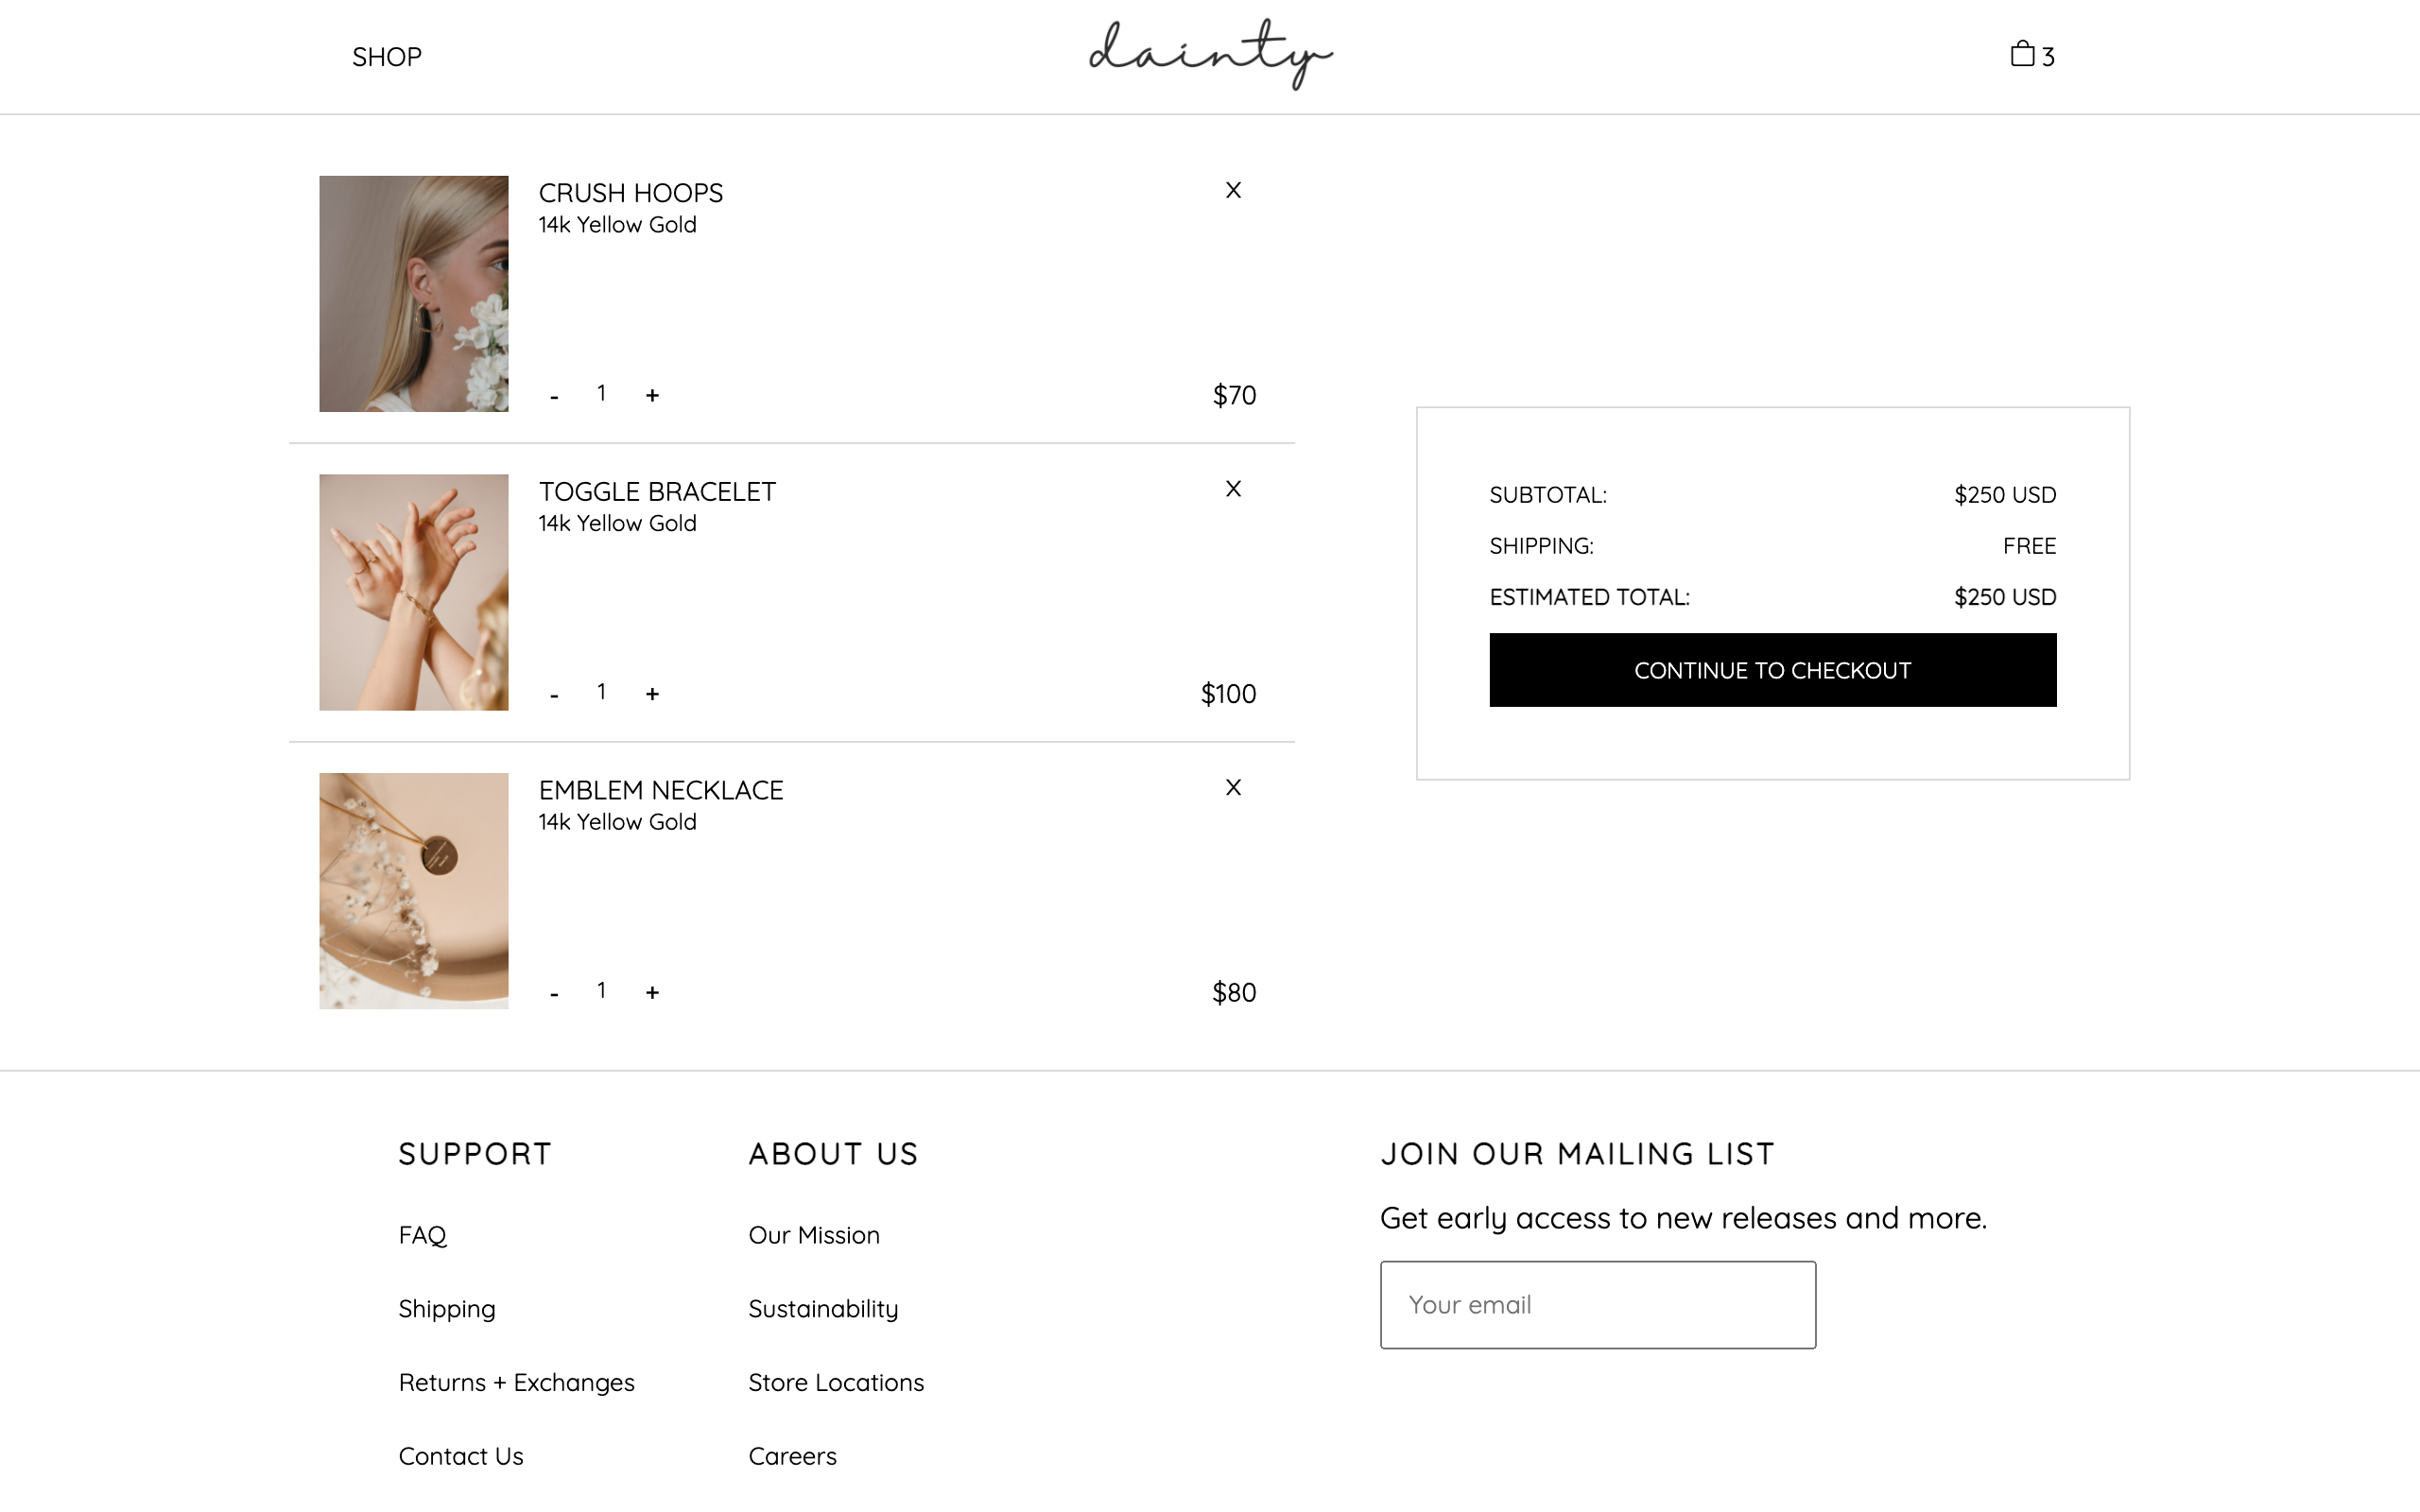 SHOP
dainty
3
CRUSH HOOPS
X
14k Yellow Gold
- 1 +
$70
TOGGLE BRACELET
X
14k Yellow Gold
- 1 +
$100
EMBLEM NECKLACE
X
14k Yellow Gold
- 1 +
$80
SUBTOTAL: $250 USD
SHIPPING: FREE
ESTIMATED TOTAL: $250 USD
CONTINUE TO CHECKOUT
SUPPORT
FAQ
Shipping
Returns + Exchanges
Contact Us
ABOUT US
Our Mission
Sustainability
Store Locations
Careers
JOIN OUR MAILING LIST
Get early access to new releases and more.
Your email